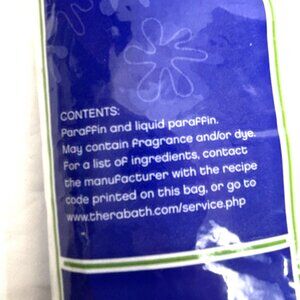 CONTENTS:
Paraffin and liquid paraffin.
May contain fragrance and/or dye.
For a list of ingredients, contact
the manufacturer with the recipe
code printed on this bag, or go to
www.therabath.com/service.php